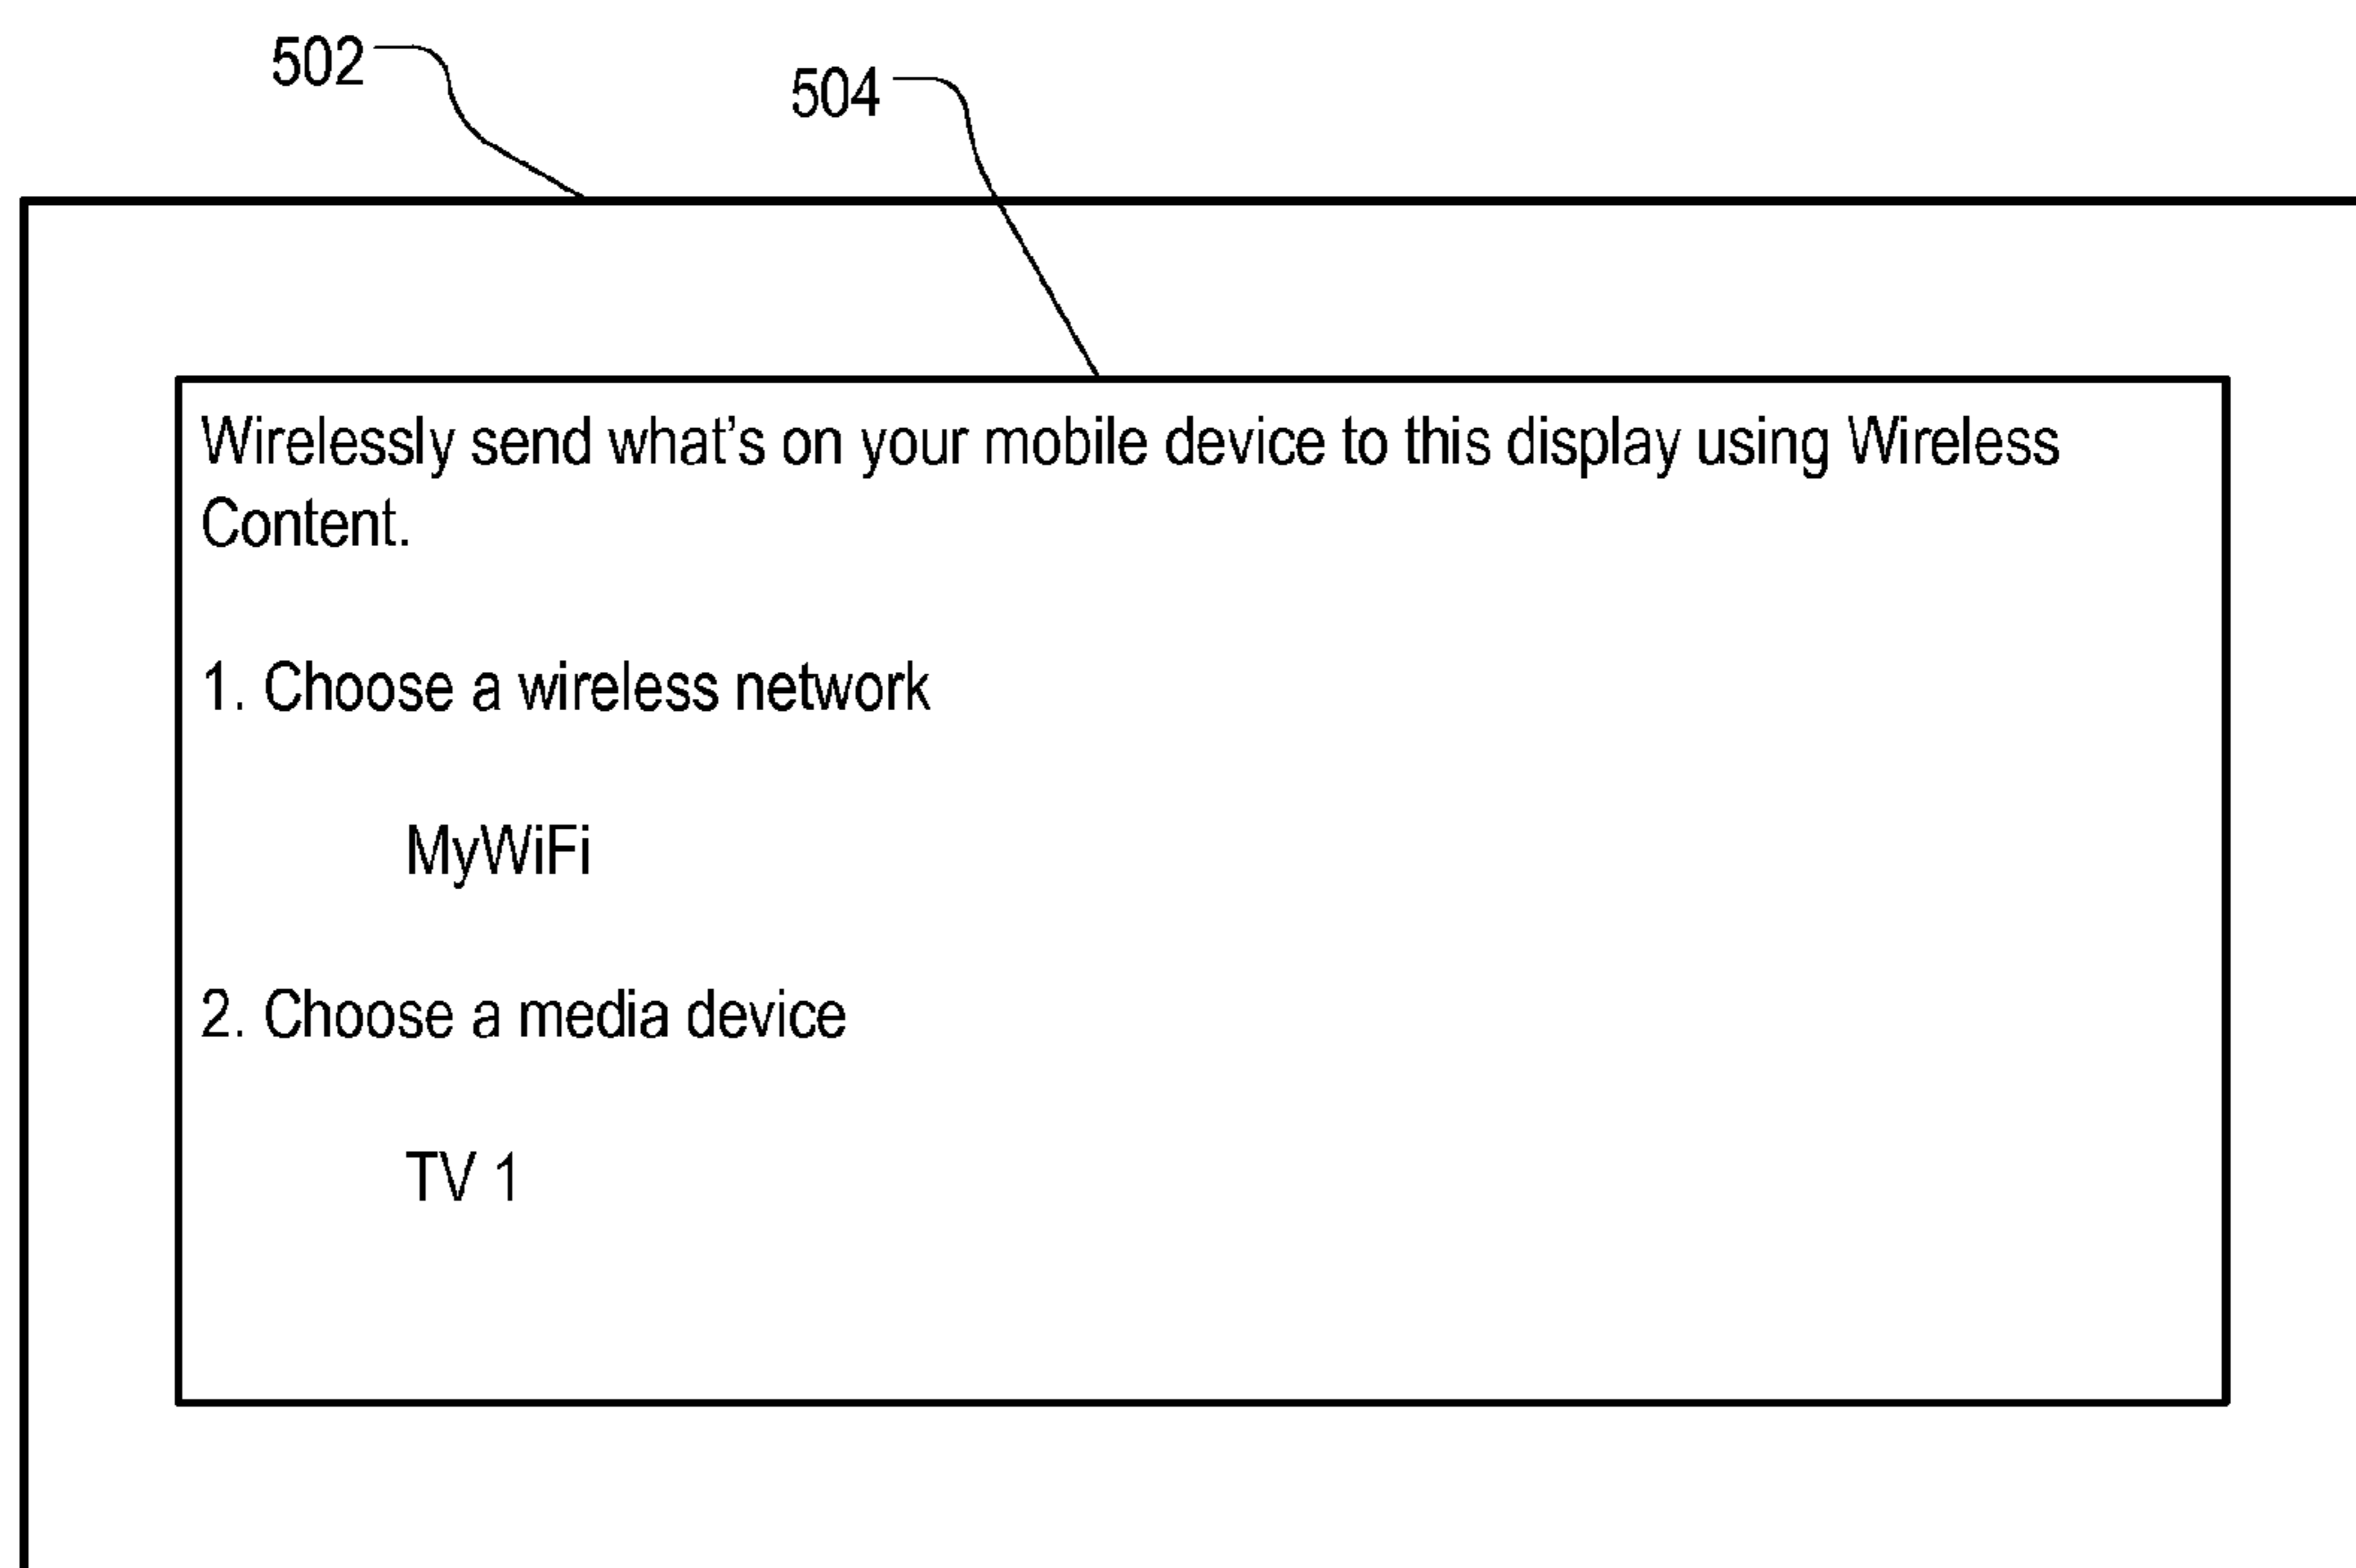 502
504
Wirelessly send what's on your mobile device to this display using Wireless
Content.
1. Choose a wireless network
MyWiFi
2. Choose a media device
TV 1